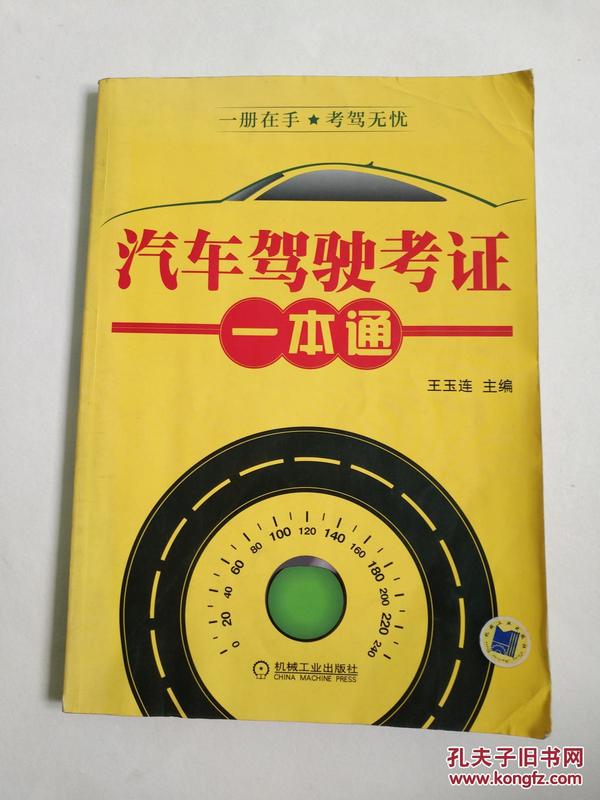 一册在手★考驾无忧
汽车驾驶考证
一本通
王玉连 主编
0 20 40 60 80 100 120 140 160 180 200 220 240
机械工业出版社
CHINA MACHINE PRESS
孔夫子旧书网
www.kongfz.com